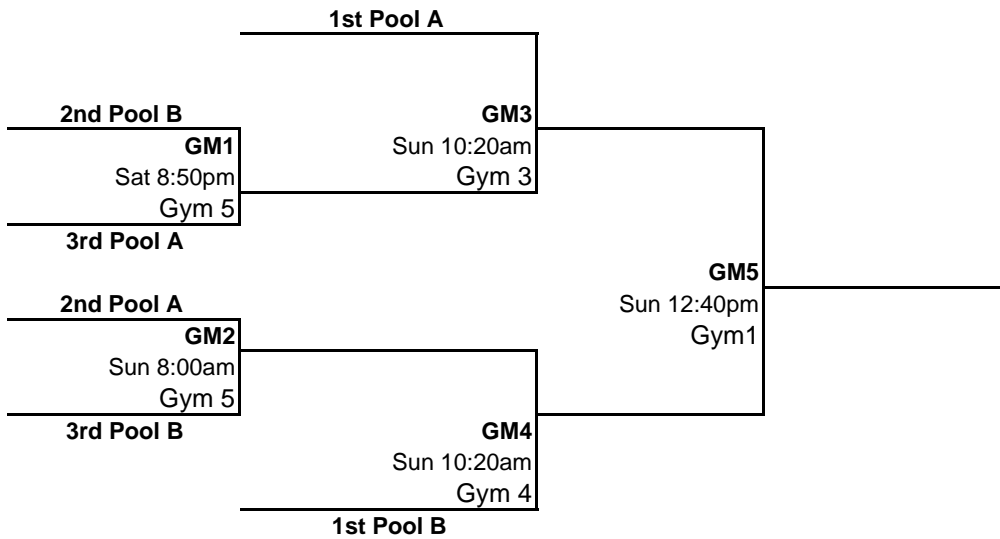 1st Pool A
2nd Pool B
GM3
GM1
Sun 10:20am
Sat 8:50pm
Gym 3
Gym 5
3rd Pool A
GM5
2nd Pool A
Sun 12:40pm
GM2
Gym1
Sun 8:00am
Gym 5
3rd Pool B
GM4
Sun 10:20am
Gym 4
1st Pool B